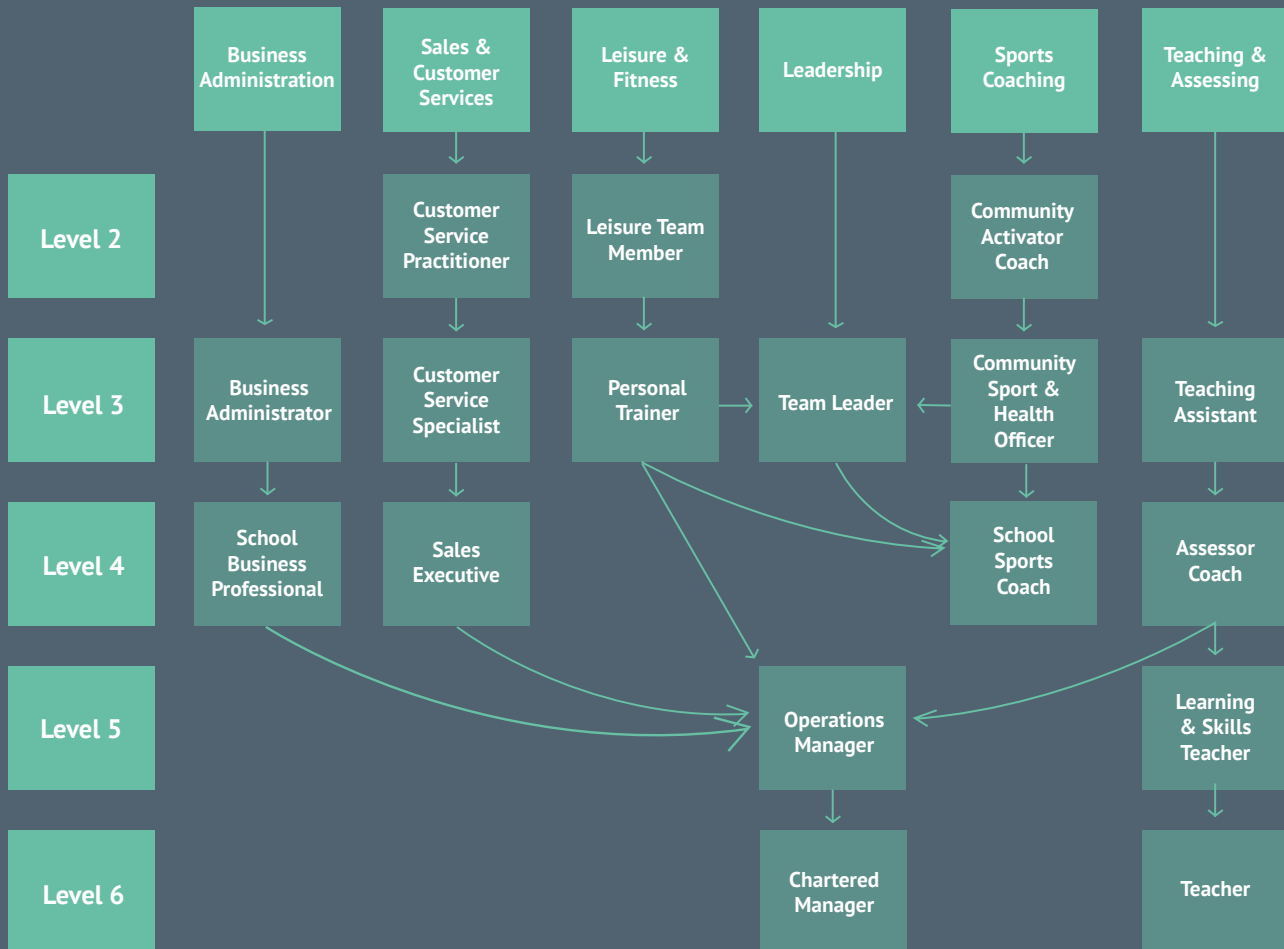 Business
Administration
Sales &
Customer
Services
Leisure &
Fitness
Leadership
Sports
Coaching
Teaching &
Assessing
Level 2
Customer
Service
Practitioner
Leisure Team
Member
Community
Activator
Coach
Level 3
Business
Administrator
Customer
Service
Specialist
Personal
Trainer
Team Leader
Community
Sport &
Health
Officer
Teaching
Assistant
Level 4
School
Business
Professional
Sales
Executive
School
Sports
Coach
Assessor
Coach
Level 5
Operations
Manager
Learning
& Skills
Teacher
Level 6
Chartered
Manager
Teacher